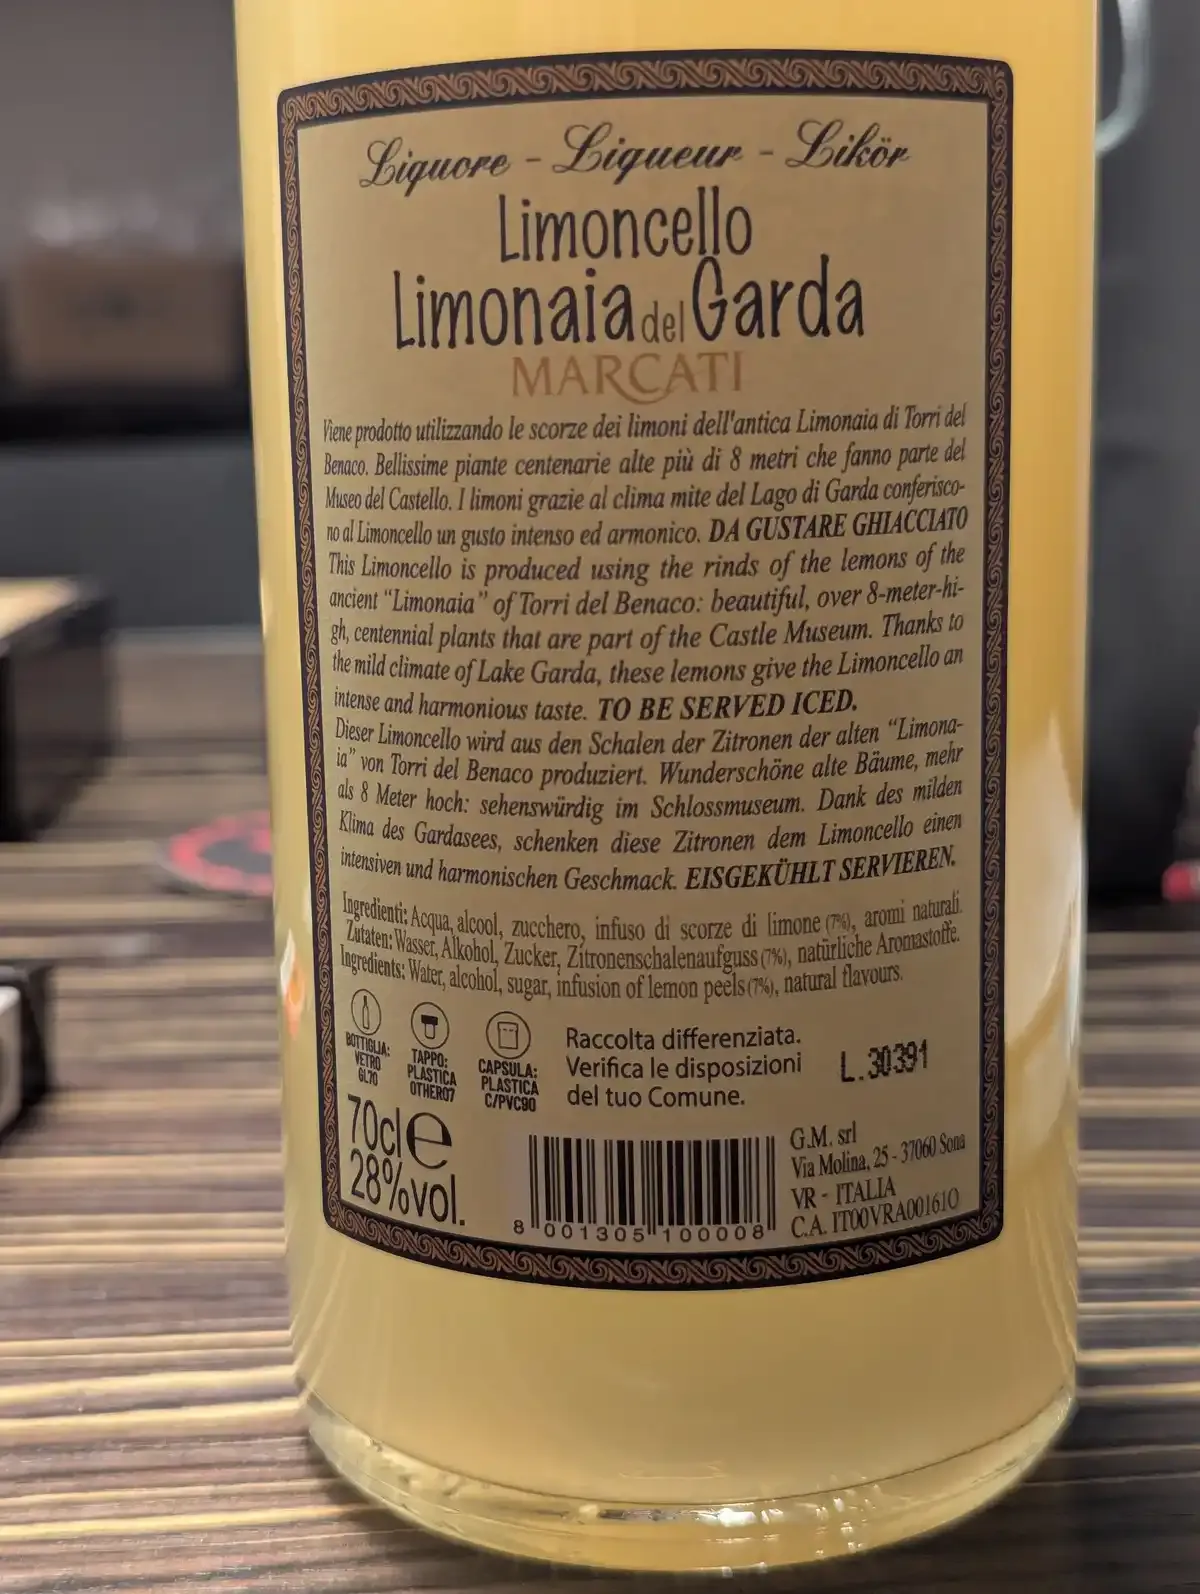 Liquore - Liqueur - Likör
Limoncello
Limonaia del Garda
MARCATI
Viene prodotto utilizzando le scorze dei limoni dell'antica Limonaia di Torri del
Benaco. Bellissime piante centenarie alte più di 8 metri che fanno parte del
Museo del Castello. I limoni grazie al clima mite del Lago di Garda conferisco-
no al Limoncello un gusto intenso ed armonico. DA GUSTARE GHIACCIATO
This Limoncello is produced using the rinds of the lemons of the
ancient “Limonaia” of Torri del Benaco: beautiful, over 8-meter-hi-
gh, centennial plants that are part of the Castle Museum. Thanks to
the mild climate of Lake Garda, these lemons give the Limoncello an
intense and harmonious taste. TO BE SERVED ICED.
Dieser Limoncello wird aus den Schalen der Zitronen der alten “Limona-
ia” von Torri del Benaco produziert. Wunderschöne alte Bäume, mehr
als 8 Meter hoch: sehenswürdig im Schlossmuseum. Dank des milden
Klima des Gardasees, schenken diese Zitronen dem Limoncello einen
intensiven und harmonischen Geschmack. EISGEKÜHLT SERVIEREN.
Ingredienti: Acqua, alcool, zucchero, infuso di scorze di limone (7%), aromi naturali.
Zutaten: Wasser, Alkohol, Zucker, Zitronenschalenaufguss (7%), natürliche Aromastoffe.
Ingredients: Water, alcohol, sugar, infusion of lemon peels (7%), natural flavours.
BOTTIGLIA:
VETRO
GL70
TAPPO:
PLASTICA
OTHER07
CAPSULA:
PLASTICA
C/PVC90
Raccolta differenziata.
Verifica le disposizioni
del tuo Comune.
L.30391
70cl e
28%vol.
8 001305 100008
G.M. srl
Via Molina, 25 - 37060 Sona
VR - ITALIA
C.A. IT00VRA00161O